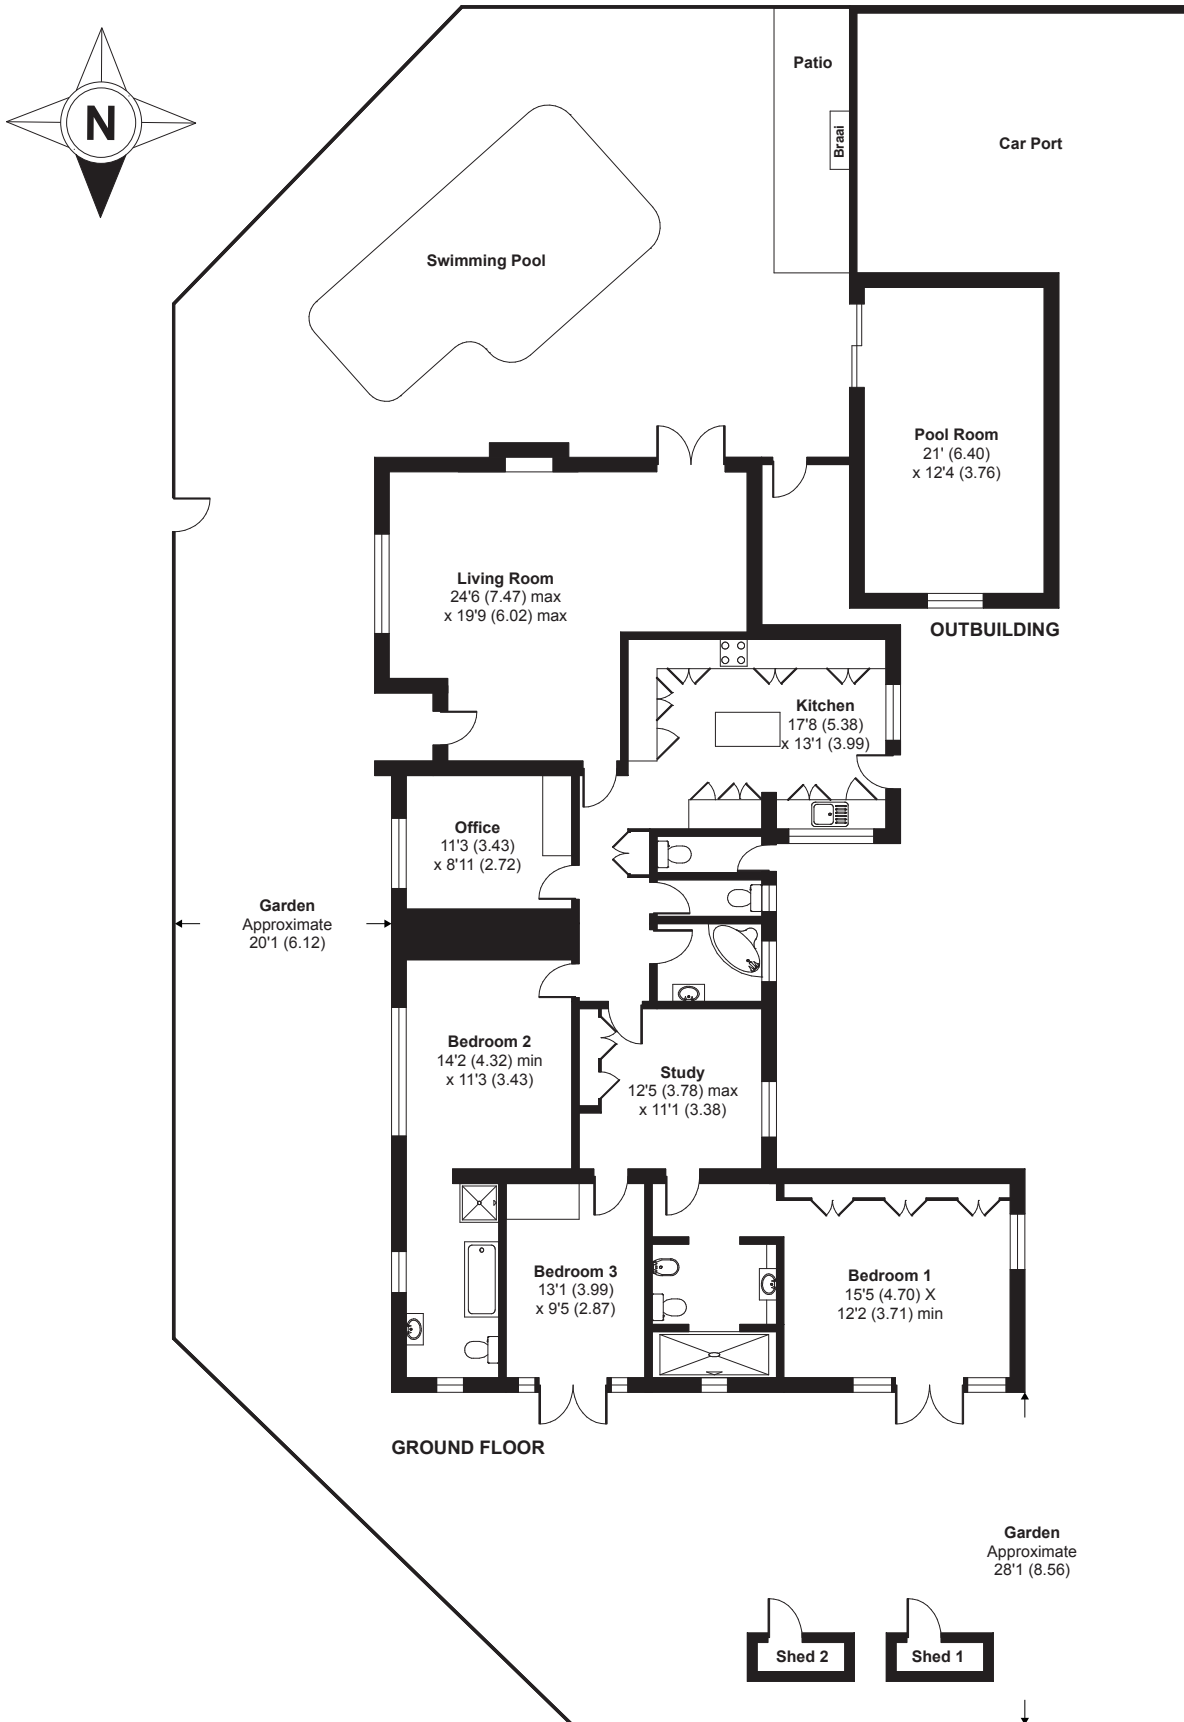 Patio
N
Braai
Car Port
Swimming Pool
Pool Room
21' (6.40)
x 12'4 (3.76)
Living Room
24'6 (7.47) max
x 19'9 (6.02) max
OUTBUILDING
Kitchen
17'8 (5.38)
x 13'1 (3.99)
Office
11'3 (3.43)
x 8'11 (2.72)
Garden
Approximate
20'1 (6.12)
Bedroom 2
14'2 (4.32) min
x 11'3 (3.43)
Study
12'5 (3.78) max
x 11'1 (3.38)
Bedroom 3
13'1 (3.99)
x 9'5 (2.87)
Bedroom 1
15'5 (4.70) X
12'2 (3.71) min
GROUND FLOOR
Garden
Approximate
28'1 (8.56)
Shed 2
Shed 1